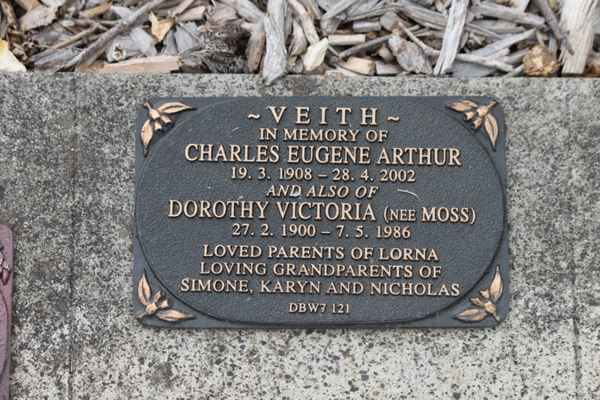 ~ VEITH ~
IN MEMORY OF
CHARLES EUGENE ARTHUR
19. 3. 1908 – 28. 4. 2002
AND ALSO OF
DOROTHY VICTORIA (NEE MOSS)
27. 2. 1900 – 7. 5. 1986
LOVED PARENTS OF LORNA
LOVING GRANDPARENTS OF
SIMONE, KARYN AND NICHOLAS
DBW7 121